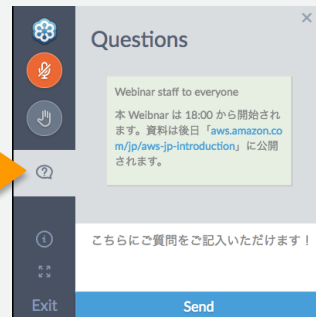 Questions
Webinar staff to everyone
本 Weibnar は 18:00 から開始され
ます。資料は後日「aws.amazon.co
m/jp/aws-jp-introduction」に公開
されます。
こちらにご質問をご記入いただけます！
Exit
Send